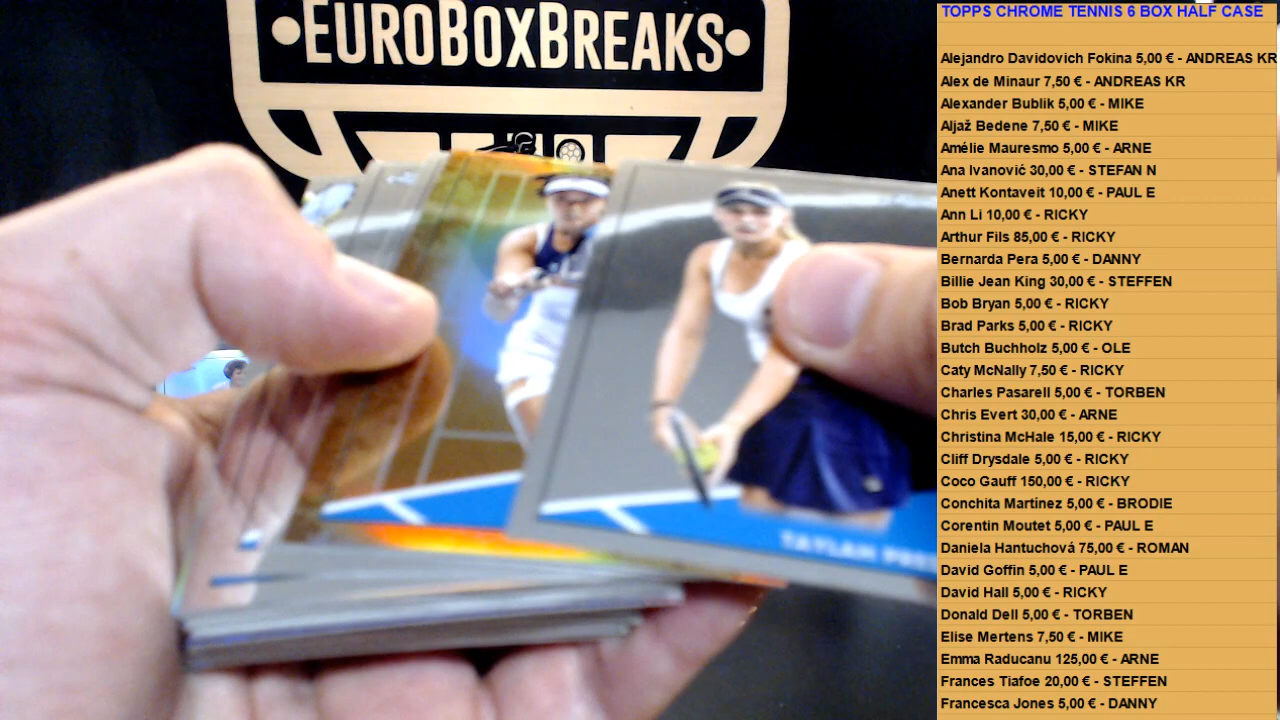 EUROBOXBREAKS
TOPPS CHROME TENNIS 6 BOX HALF CASE
Alejandro Davidovich Fokina 5,00 € - ANDREAS KR
Alex de Minaur 7,50 € - ANDREAS KR
Alexander Bublik 5,00 € - MIKE
Aljaž Bedene 7,50 € - MIKE
Amélie Mauresmo 5,00 € - ARNE
Ana Ivanović 30,00 € - STEFAN N
Anett Kontaveit 10,00 € - PAUL E
Ann Li 10,00 € - RICKY
Arthur Fils 85,00 € - RICKY
Bernarda Pera 5,00 € - DANNY
Billie Jean King 30,00 € - STEFFEN
Bob Bryan 5,00 € - RICKY
Brad Parks 5,00 € - RICKY
Butch Buchholz 5,00 € - OLE
Caty McNally 7,50 € - RICKY
Charles Pasarell 5,00 € - TORBEN
Chris Evert 30,00 € - ARNE
Christina McHale 15,00 € - RICKY
Cliff Drysdale 5,00 € - RICKY
Coco Gauff 150,00 € - RICKY
Conchita Martínez 5,00 € - BRODIE
Corentin Moutet 5,00 € - PAUL E
Daniela Hantuchová 75,00 € - ROMAN
David Goffin 5,00 € - PAUL E
David Hall 5,00 € - RICKY
Donald Dell 5,00 € - TORBEN
Elise Mertens 7,50 € - MIKE
Emma Raducanu 125,00 € - ARNE
Frances Tiafoe 20,00 € - STEFFEN
Francesca Jones 5,00 € - DANNY
TAYLAH